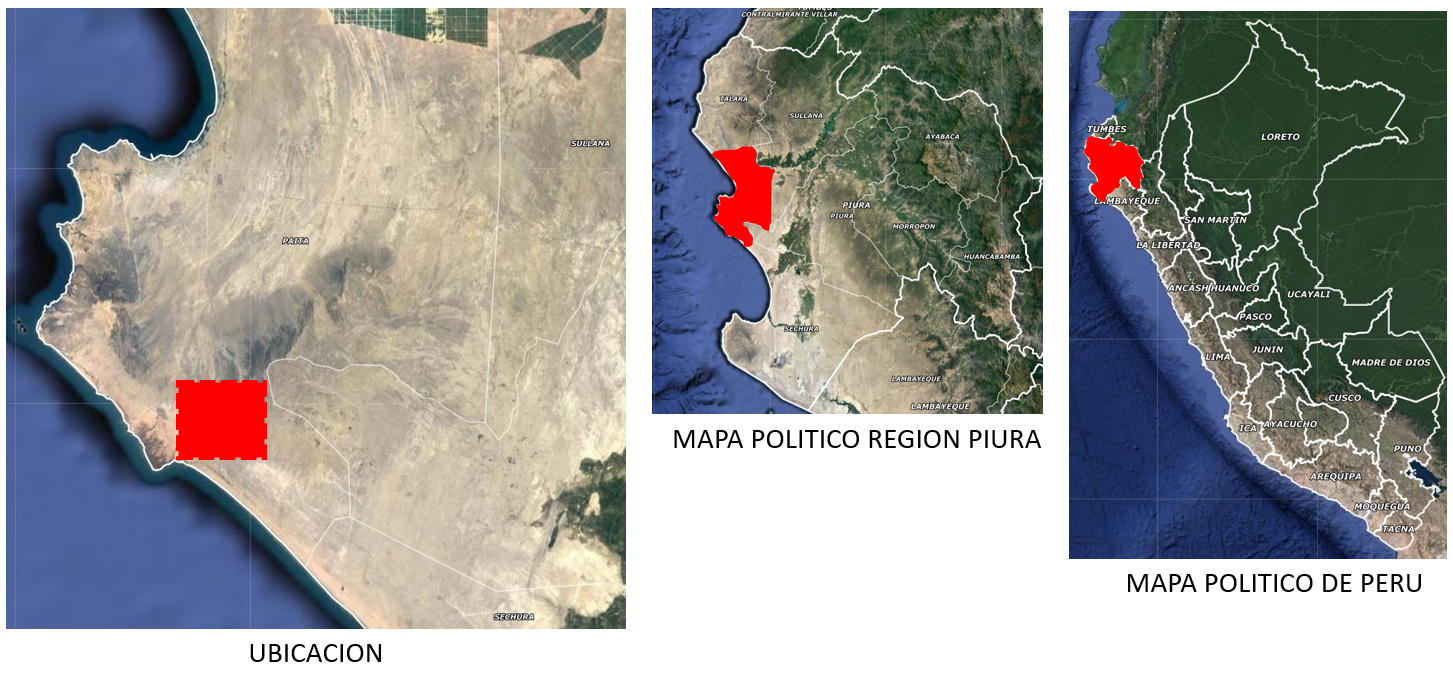 SULLANA
PAITA
SECHURA
UBICACION
TUMBES
CONTRALMIRANTE VILLAR
TALARA
SULLANA
AYABACA
PIURA
PIURA
MORROPON
HUANCABAMBA
SECHURA
LAMBAYEQUE
LAMBAYEQUE
MAPA POLITICO REGION PIURA
TUMBES
LORETO
LAMBAYEQUE
SAN MARTIN
LA LIBERTAD
ANCASH HUANUCO
UCAYALI
PASCO
JUNIN
LIMA
MADRE DE DIOS
CUSCO
ICA AYACUCHO
PUNO
AREQUIPA
MOQUEGUA
TACNA
MAPA POLITICO DE PERU